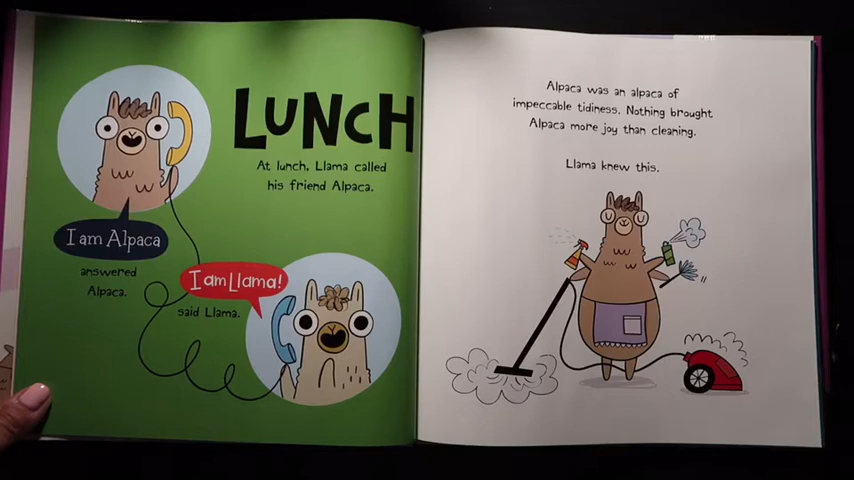 LUNCH
At lunch, Llama called
his friend Alpaca.
I am Alpaca
answered
Alpaca.
I am Llama!
said Llama.
Alpaca was an alpaca of
impeccable tidiness. Nothing brought
Alpaca more joy than cleaning.
Llama knew this.